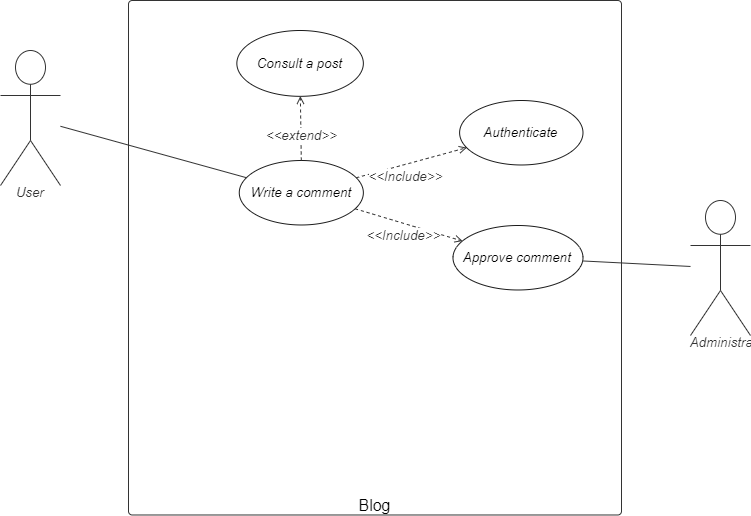 Consult a post
<<extend>>
Authenticate
<<Include>>
User
Write a comment
<<Include>>
Approve comment
Administra
Blog